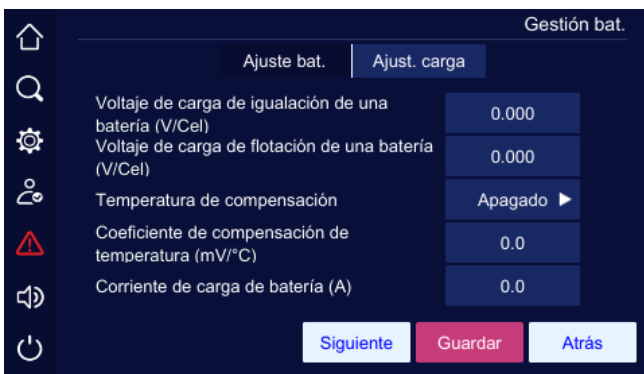 Gestión bat.
Ajuste bat.
Ajust. carga
Voltaje de carga de igualación de una
batería (V/Cel)
0.000
Voltaje de carga de flotación de una batería
(V/Cel)
0.000
Temperatura de compensación
Apagado
Coeficiente de compensación de
temperatura (mV/°C)
0.0
Corriente de carga de batería (A)
0.0
Siguiente
Guardar
Atrás